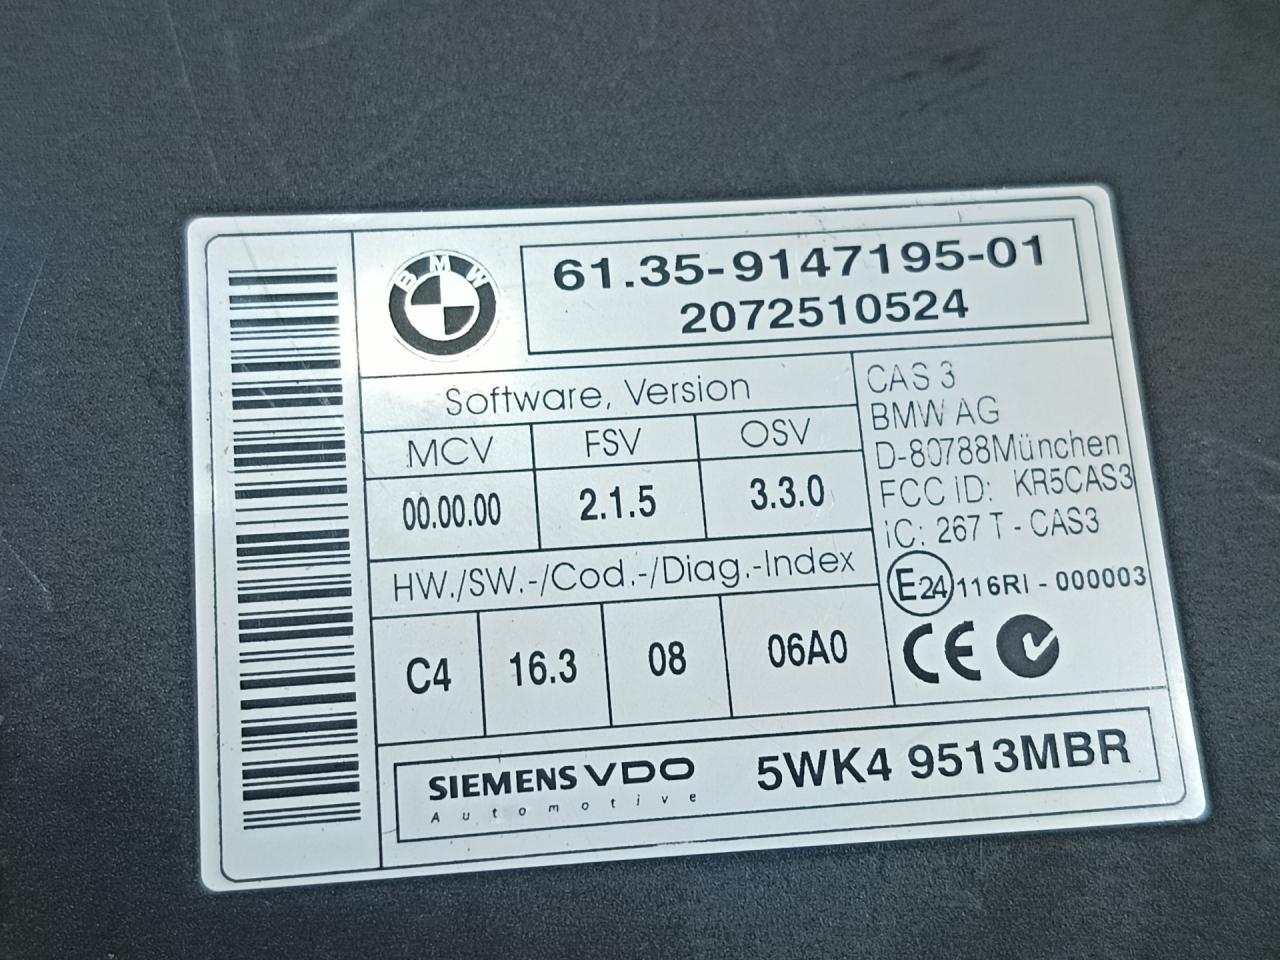 BMW
61.35-9147195-01
2072510524
Software, Version
MCV FSV OSV
00.00.00 2.1.5 3.3.0
HW./SW.-/Cod.-/Diag.-Index
C4 16.3 08 06A0
CAS 3
BMW AG
D-80788München
FCC iD: KR5CAS3
iC: 267 T - CAS3
E24 116RI - 000003
CE
SIEMENS VDO
Automotive
5WK4 9513MBR